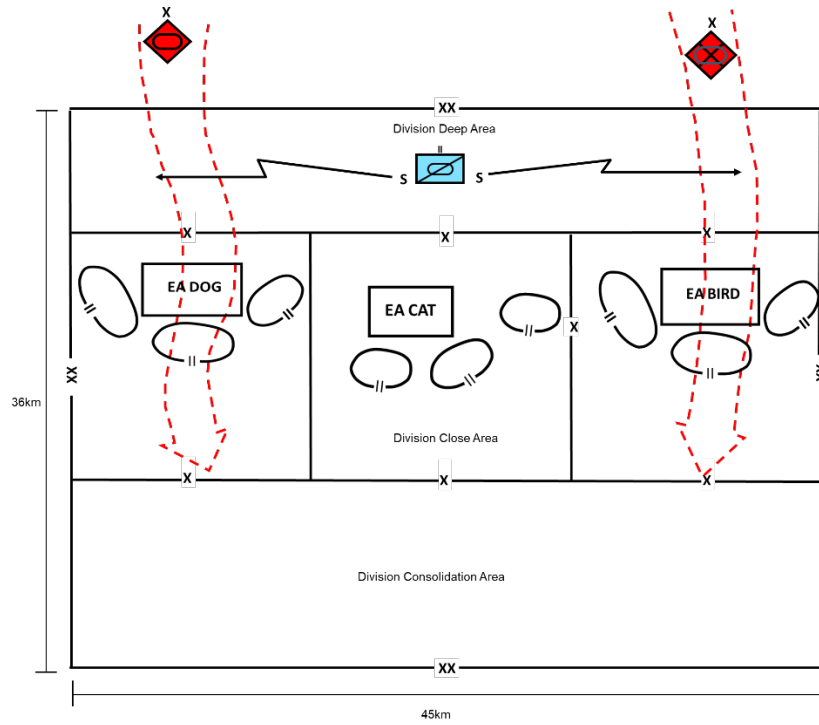 X
X
XX
Division Deep Area
II
S
S
X
X
X
EA DOG
EA CAT
EA BIRD
II
II
II
II
II
X
II
II
II
II
XX
XX
36km
Division Close Area
X
X
X
Division Consolidation Area
XX
45km